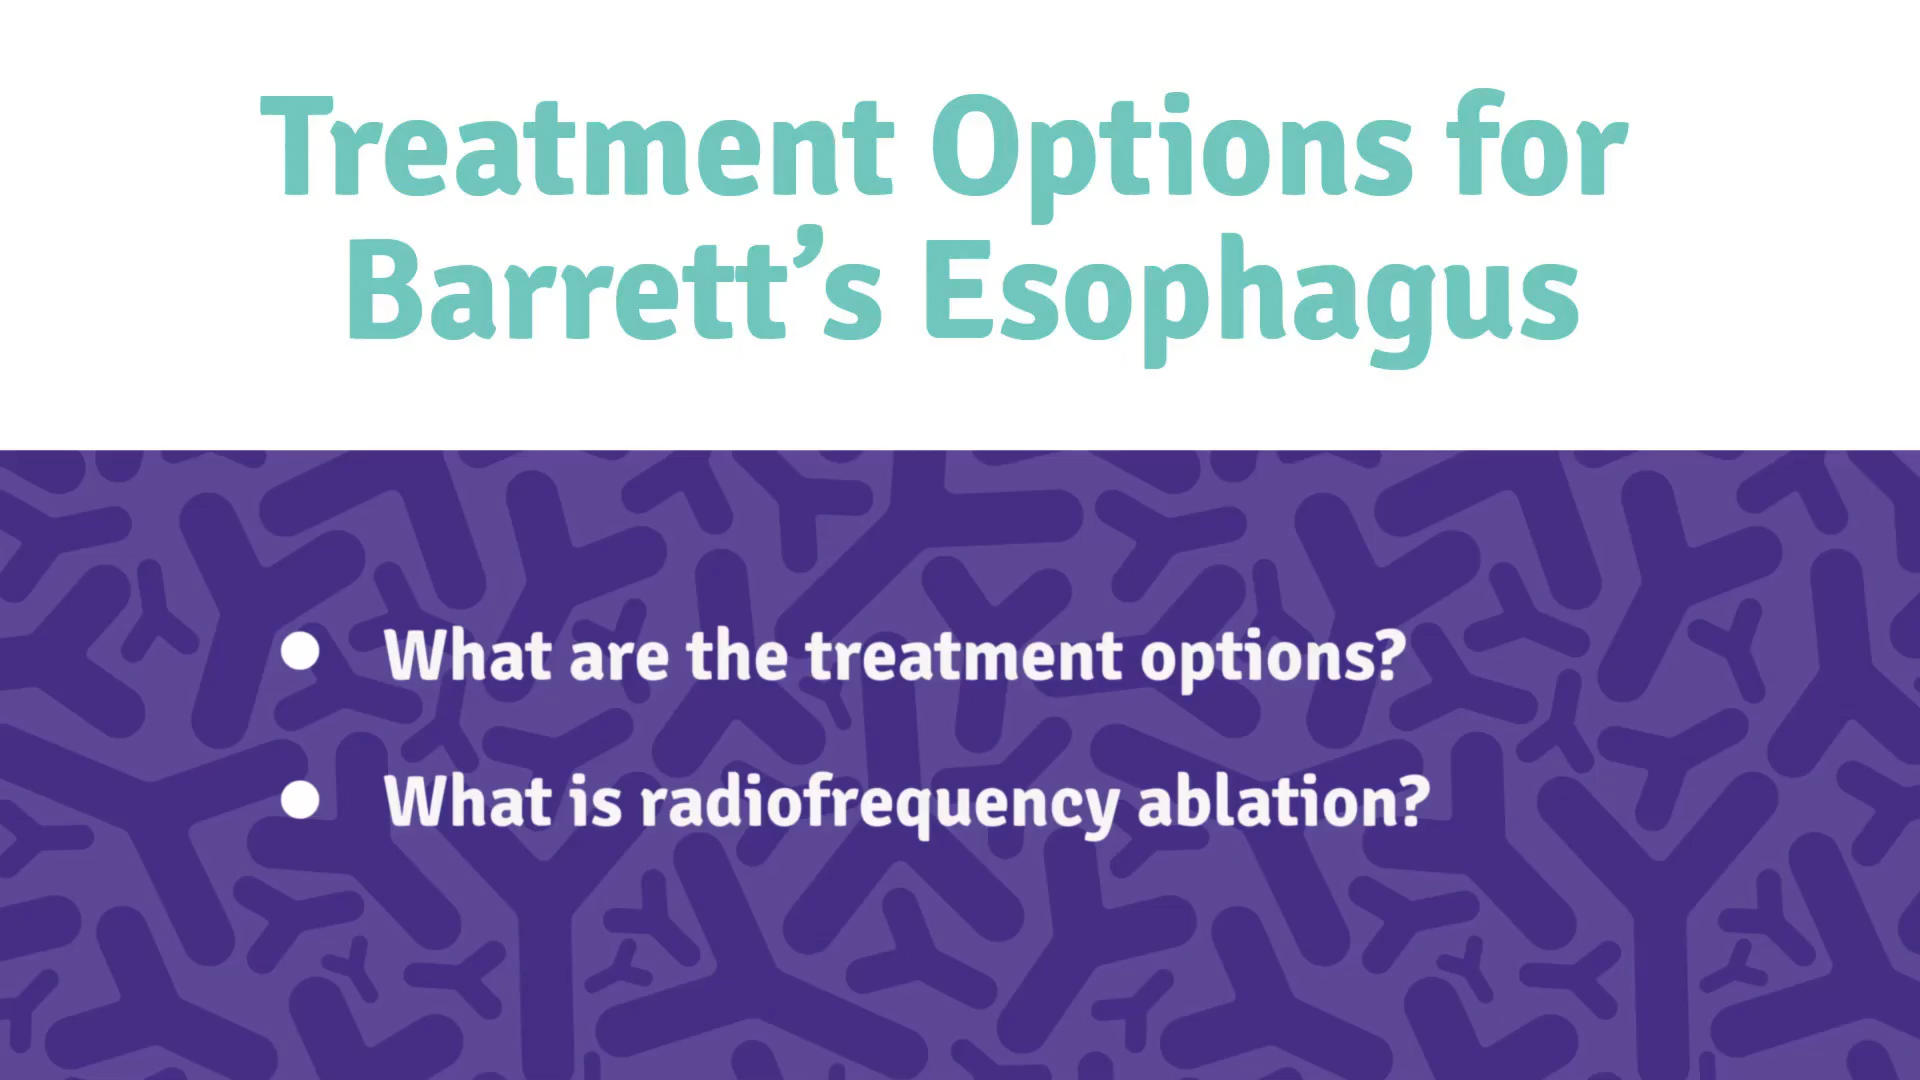 Treatment Options for
Barrett’s Esophagus
● What are the treatment options?
● What is radiofrequency ablation?